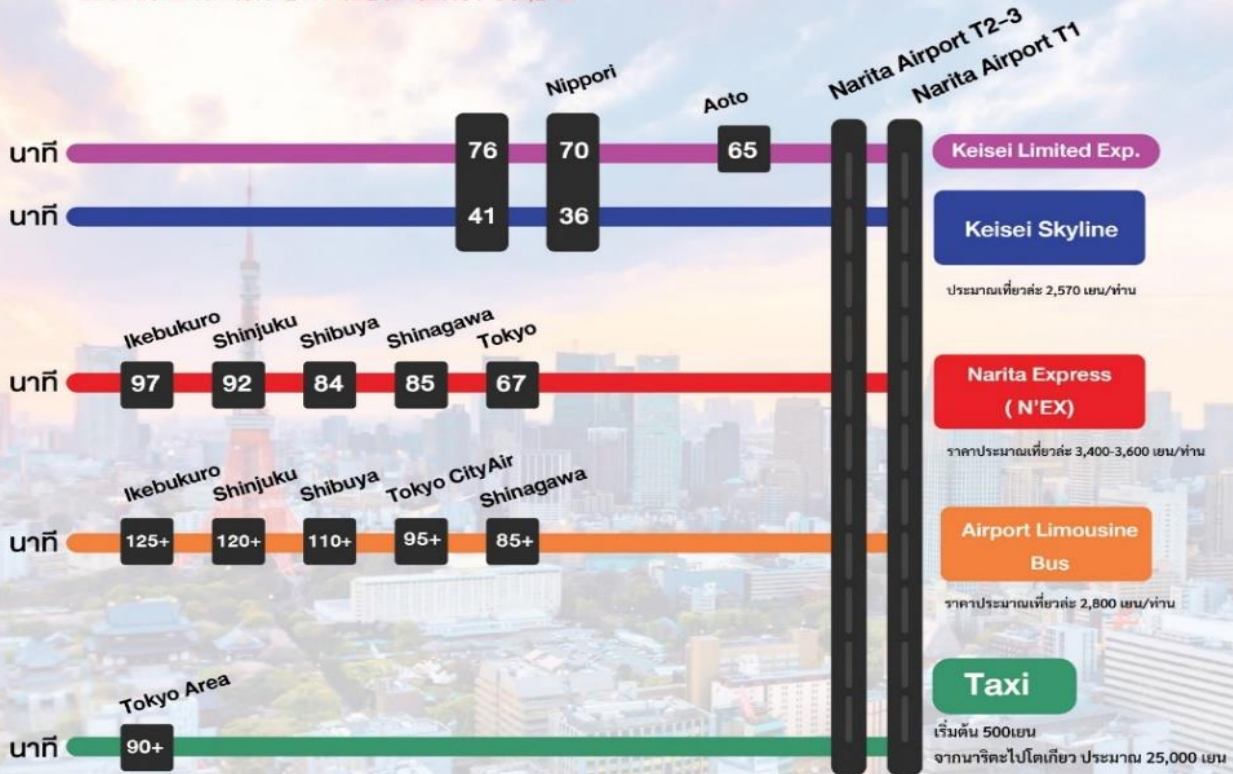 Narita Airport T2-3
Narita Airport T1
Nippori
Aoto
นาที
76
70
65
Keisei Limited Exp.
นาที
41
36
Keisei Skyline
ประมาณเที่ยวล่ะ 2,570 เยน/ท่าน
Ikebukuro
Shinjuku
Shibuya
Shinagawa
Tokyo
นาที
97
92
84
85
67
Narita Express
( N'EX)
ราคาประมาณเที่ยวล่ะ 3,400-3,600 เยน/ท่าน
Ikebukuro
Shinjuku
Shibuya
Tokyo CityAir
Shinagawa
นาที
125+
120+
110+
95+
85+
Airport Limousine
Bus
ราคาประมาณเที่ยวล่ะ 2,800 เยน/ท่าน
Tokyo Area
นาที
90+
Taxi
เริ่มต้น 500เยน
จากนาริตะไปโตเกียว ประมาณ 25,000 เยน